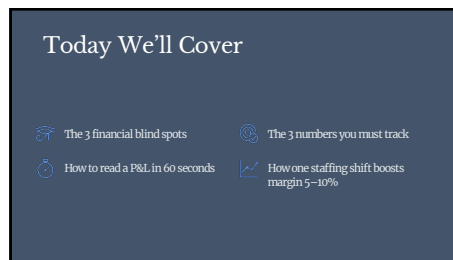 Today We’ll Cover
The 3 financial blind spots
The 3 numbers you must track
How to read a P&L in 60 seconds
How one staffing shift boosts
margin 5–10%